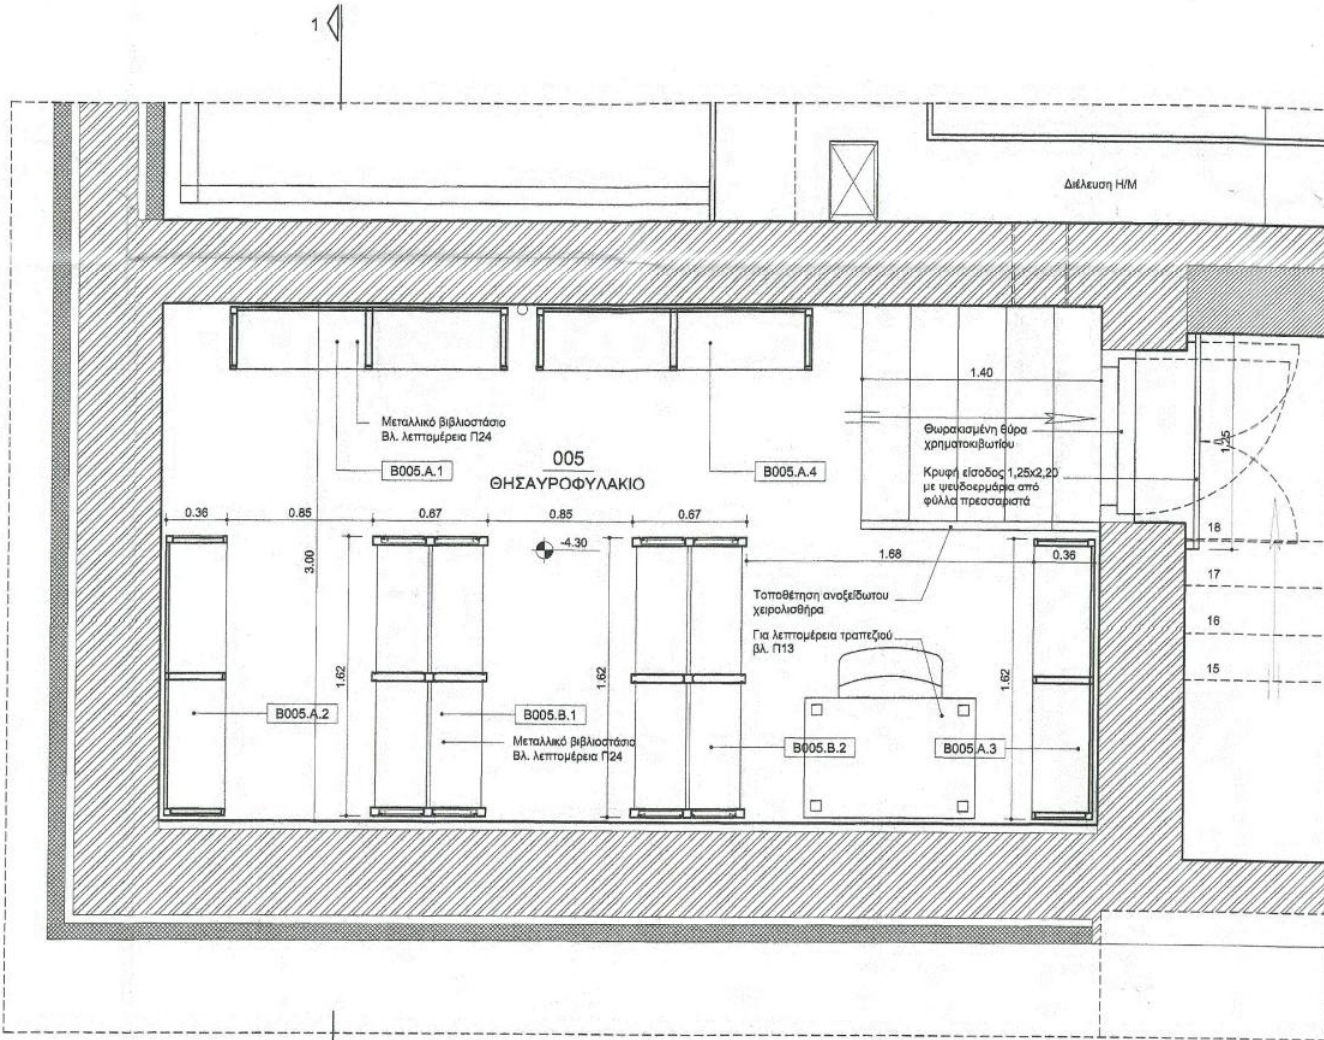 1
Διέλευση Η/Μ
1.40
Μεταλλικό βιβλιοστάσιο
Βλ. λεπτομέρεια Π24
Θωρακισμένη θύρα
χρηματοκιβωτίου
1,25
B005.A.1
005
ΘΗΣΑΥΡΟΦΥΛΑΚΙΟ
B005.A.4
Κρυφή είσοδος 1,25x2,20
με ψευδοερμάρια από
φύλλα πρεσσαριστά
0.36
0.85
0.67
0.85
0.67
18
-4.30
3.00
1.68
0.36
17
Τοποθέτηση ανοξείδωτου
χειρολισθήρα
16
Για λεπτομέρεια τραπεζιού
βλ. Π13
15
1.62
1.62
1.62
B005.A.2
B005.B.1
Μεταλλικό βιβλιοστάσιο
Βλ. λεπτομέρεια Π24
B005.B.2
B005.A.3